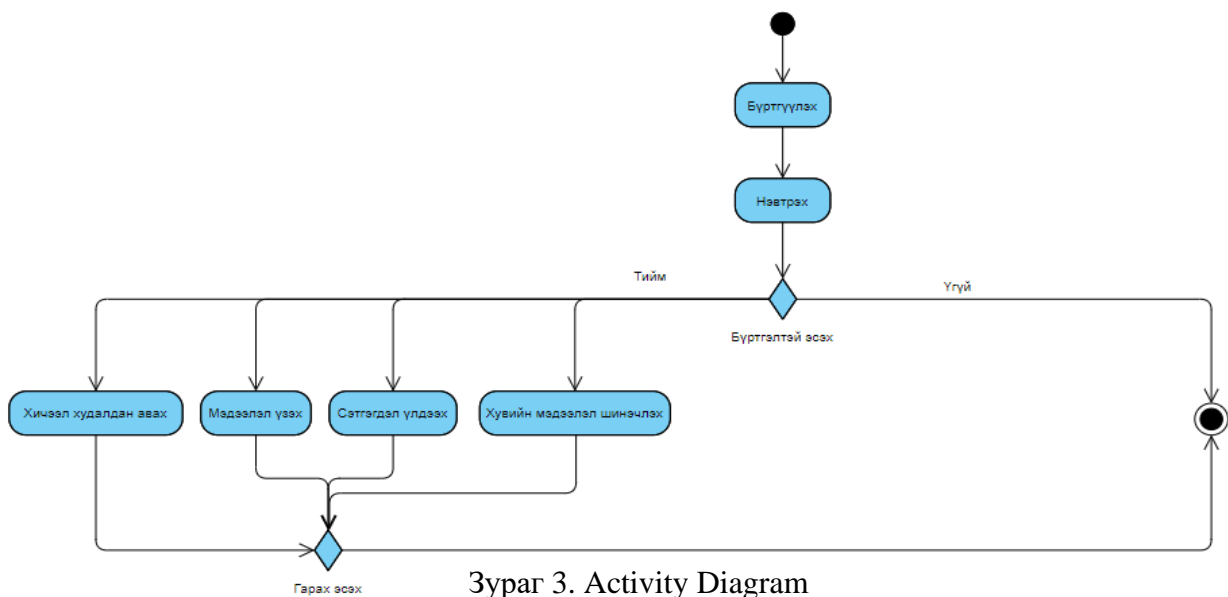 Бүртгүүлэх
Нэвтрэх
Тийм
Үгүй
Бүртгэлтэй эсэх
Хичээл худалдан авах
Мэдээлэл үзэх
Сэтгэгдэл үлдээх
Хувийн мэдээлэл шинэчлэх
Гарах эсэх
Зураг 3. Activity Diagram